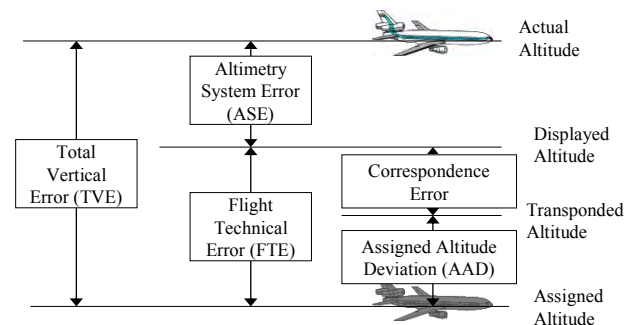 Actual
Altitude
Altimetry
System Error
(ASE)
Displayed
Altitude
Total
Vertical
Error (TVE)
Correspondence
Error
Flight
Technical
Error (FTE)
Transponded
Altitude
Assigned Altitude
Deviation (AAD)
Assigned
Altitude